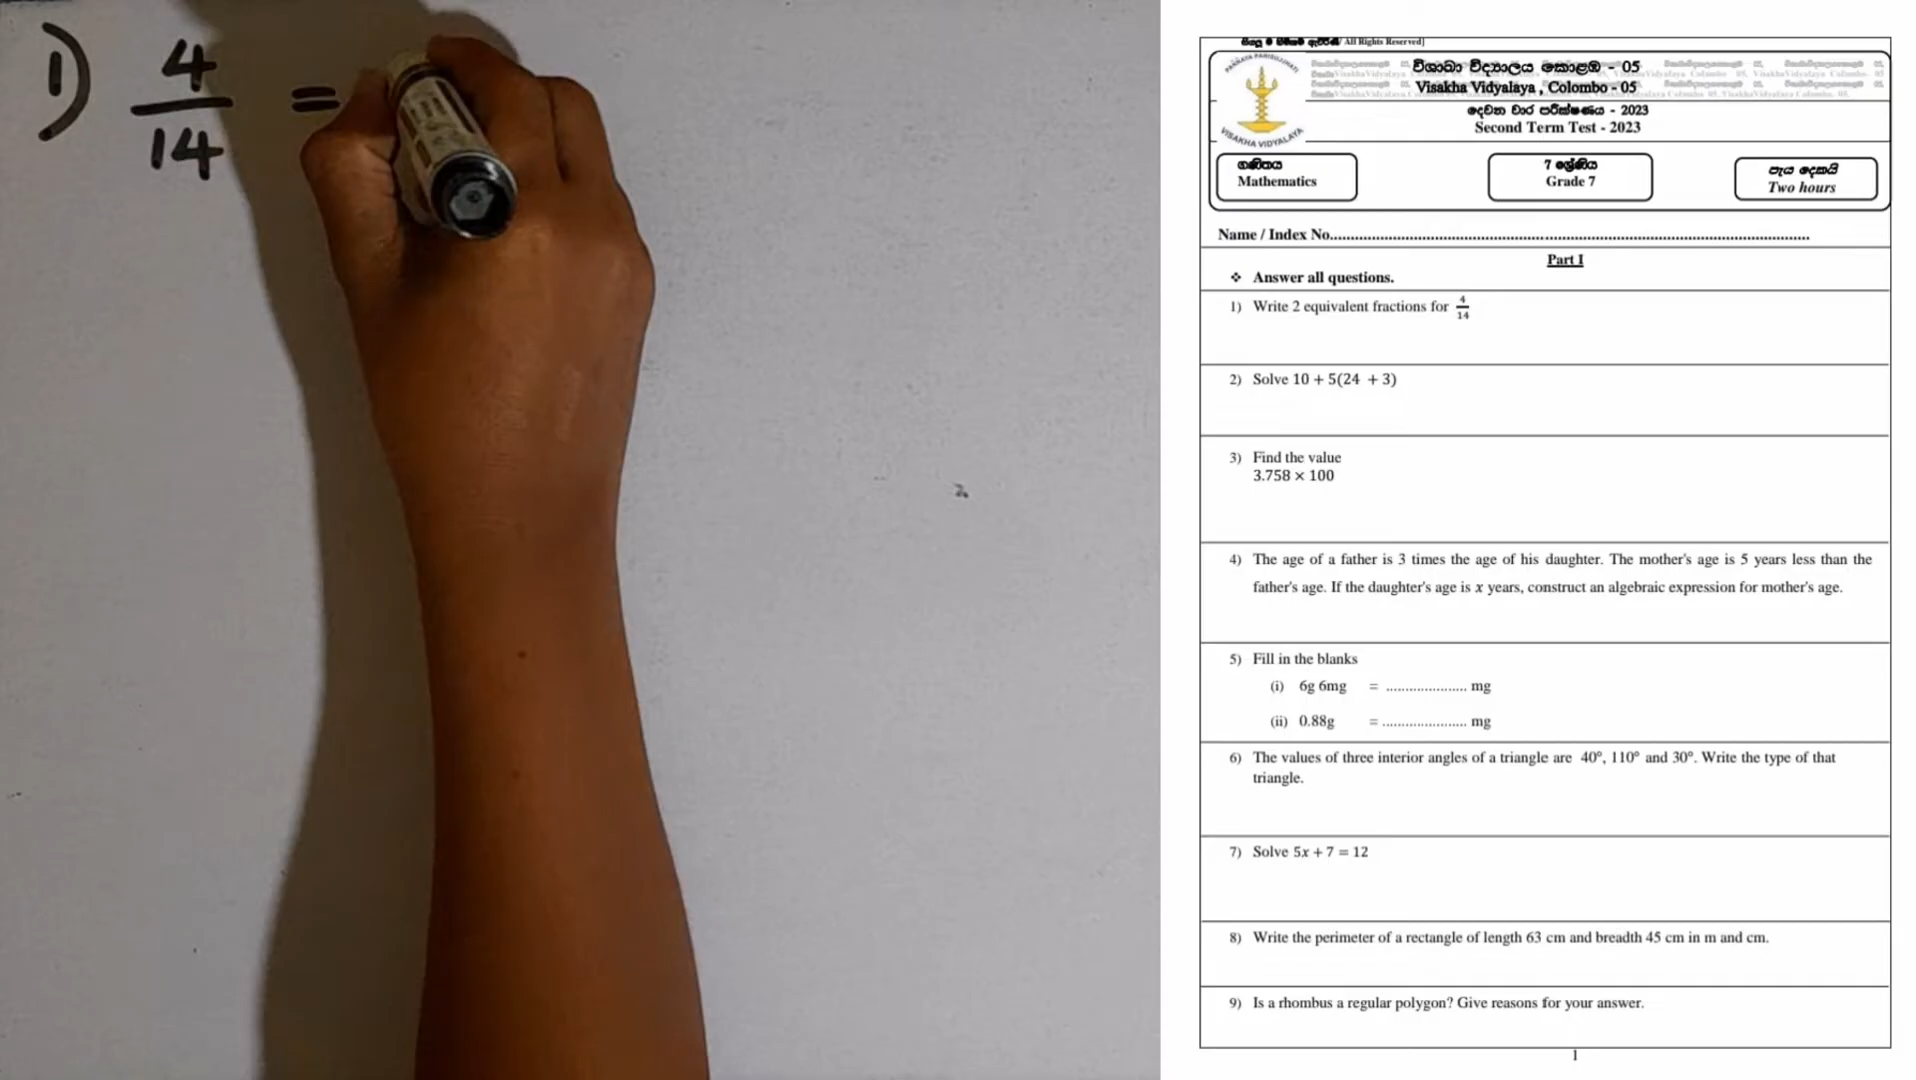 1) 4/14 =
All Rights Reserved]
PANNAYA PARISUJJHATI
VISAKHA VIDYALAYA
විශාඛා විද්‍යාලය කොළඹ - 05
Visakha Vidyalaya , Colombo - 05
දෙවන වාර පරීක්ෂණය - 2023
Second Term Test - 2023
ගණිතය
Mathematics
7 ශ්‍රේණිය
Grade 7
පැය දෙකයි
Two hours
Name / Index No.....................................................................................................................
Part I
❖ Answer all questions.
1) Write 2 equivalent fractions for 4/14
2) Solve 10 + 5(24 + 3)
3) Find the value
3.758 × 100
4) The age of a father is 3 times the age of his daughter. The mother's age is 5 years less than the
father's age. If the daughter's age is x years, construct an algebraic expression for mother's age.
5) Fill in the blanks
(i) 6g 6mg = ..................... mg
(ii) 0.88g = ...................... mg
6) The values of three interior angles of a triangle are 40°, 110° and 30°. Write the type of that
triangle.
7) Solve 5x + 7 = 12
8) Write the perimeter of a rectangle of length 63 cm and breadth 45 cm in m and cm.
9) Is a rhombus a regular polygon? Give reasons for your answer.
1